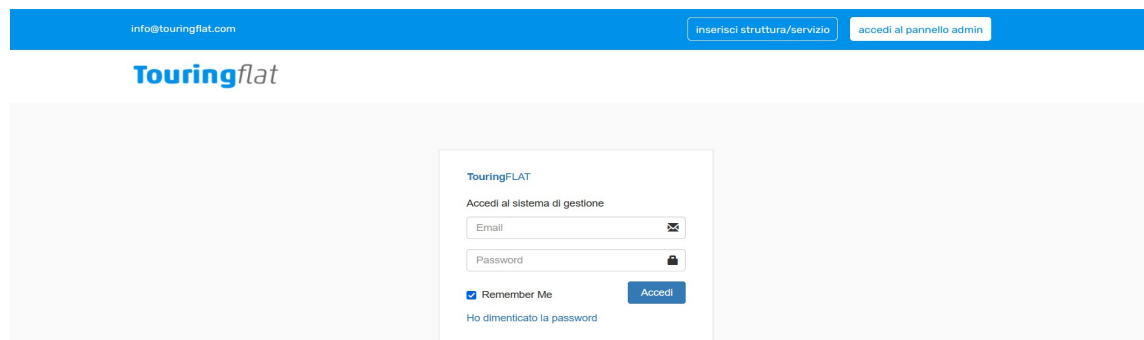 info@touringflat.com inserisci struttura/servizio accedi al pannello admin
Touringflat
TouringFLAT
Accedi al sistema di gestione
Email
Password
Remember Me Accedi
Ho dimenticato la password